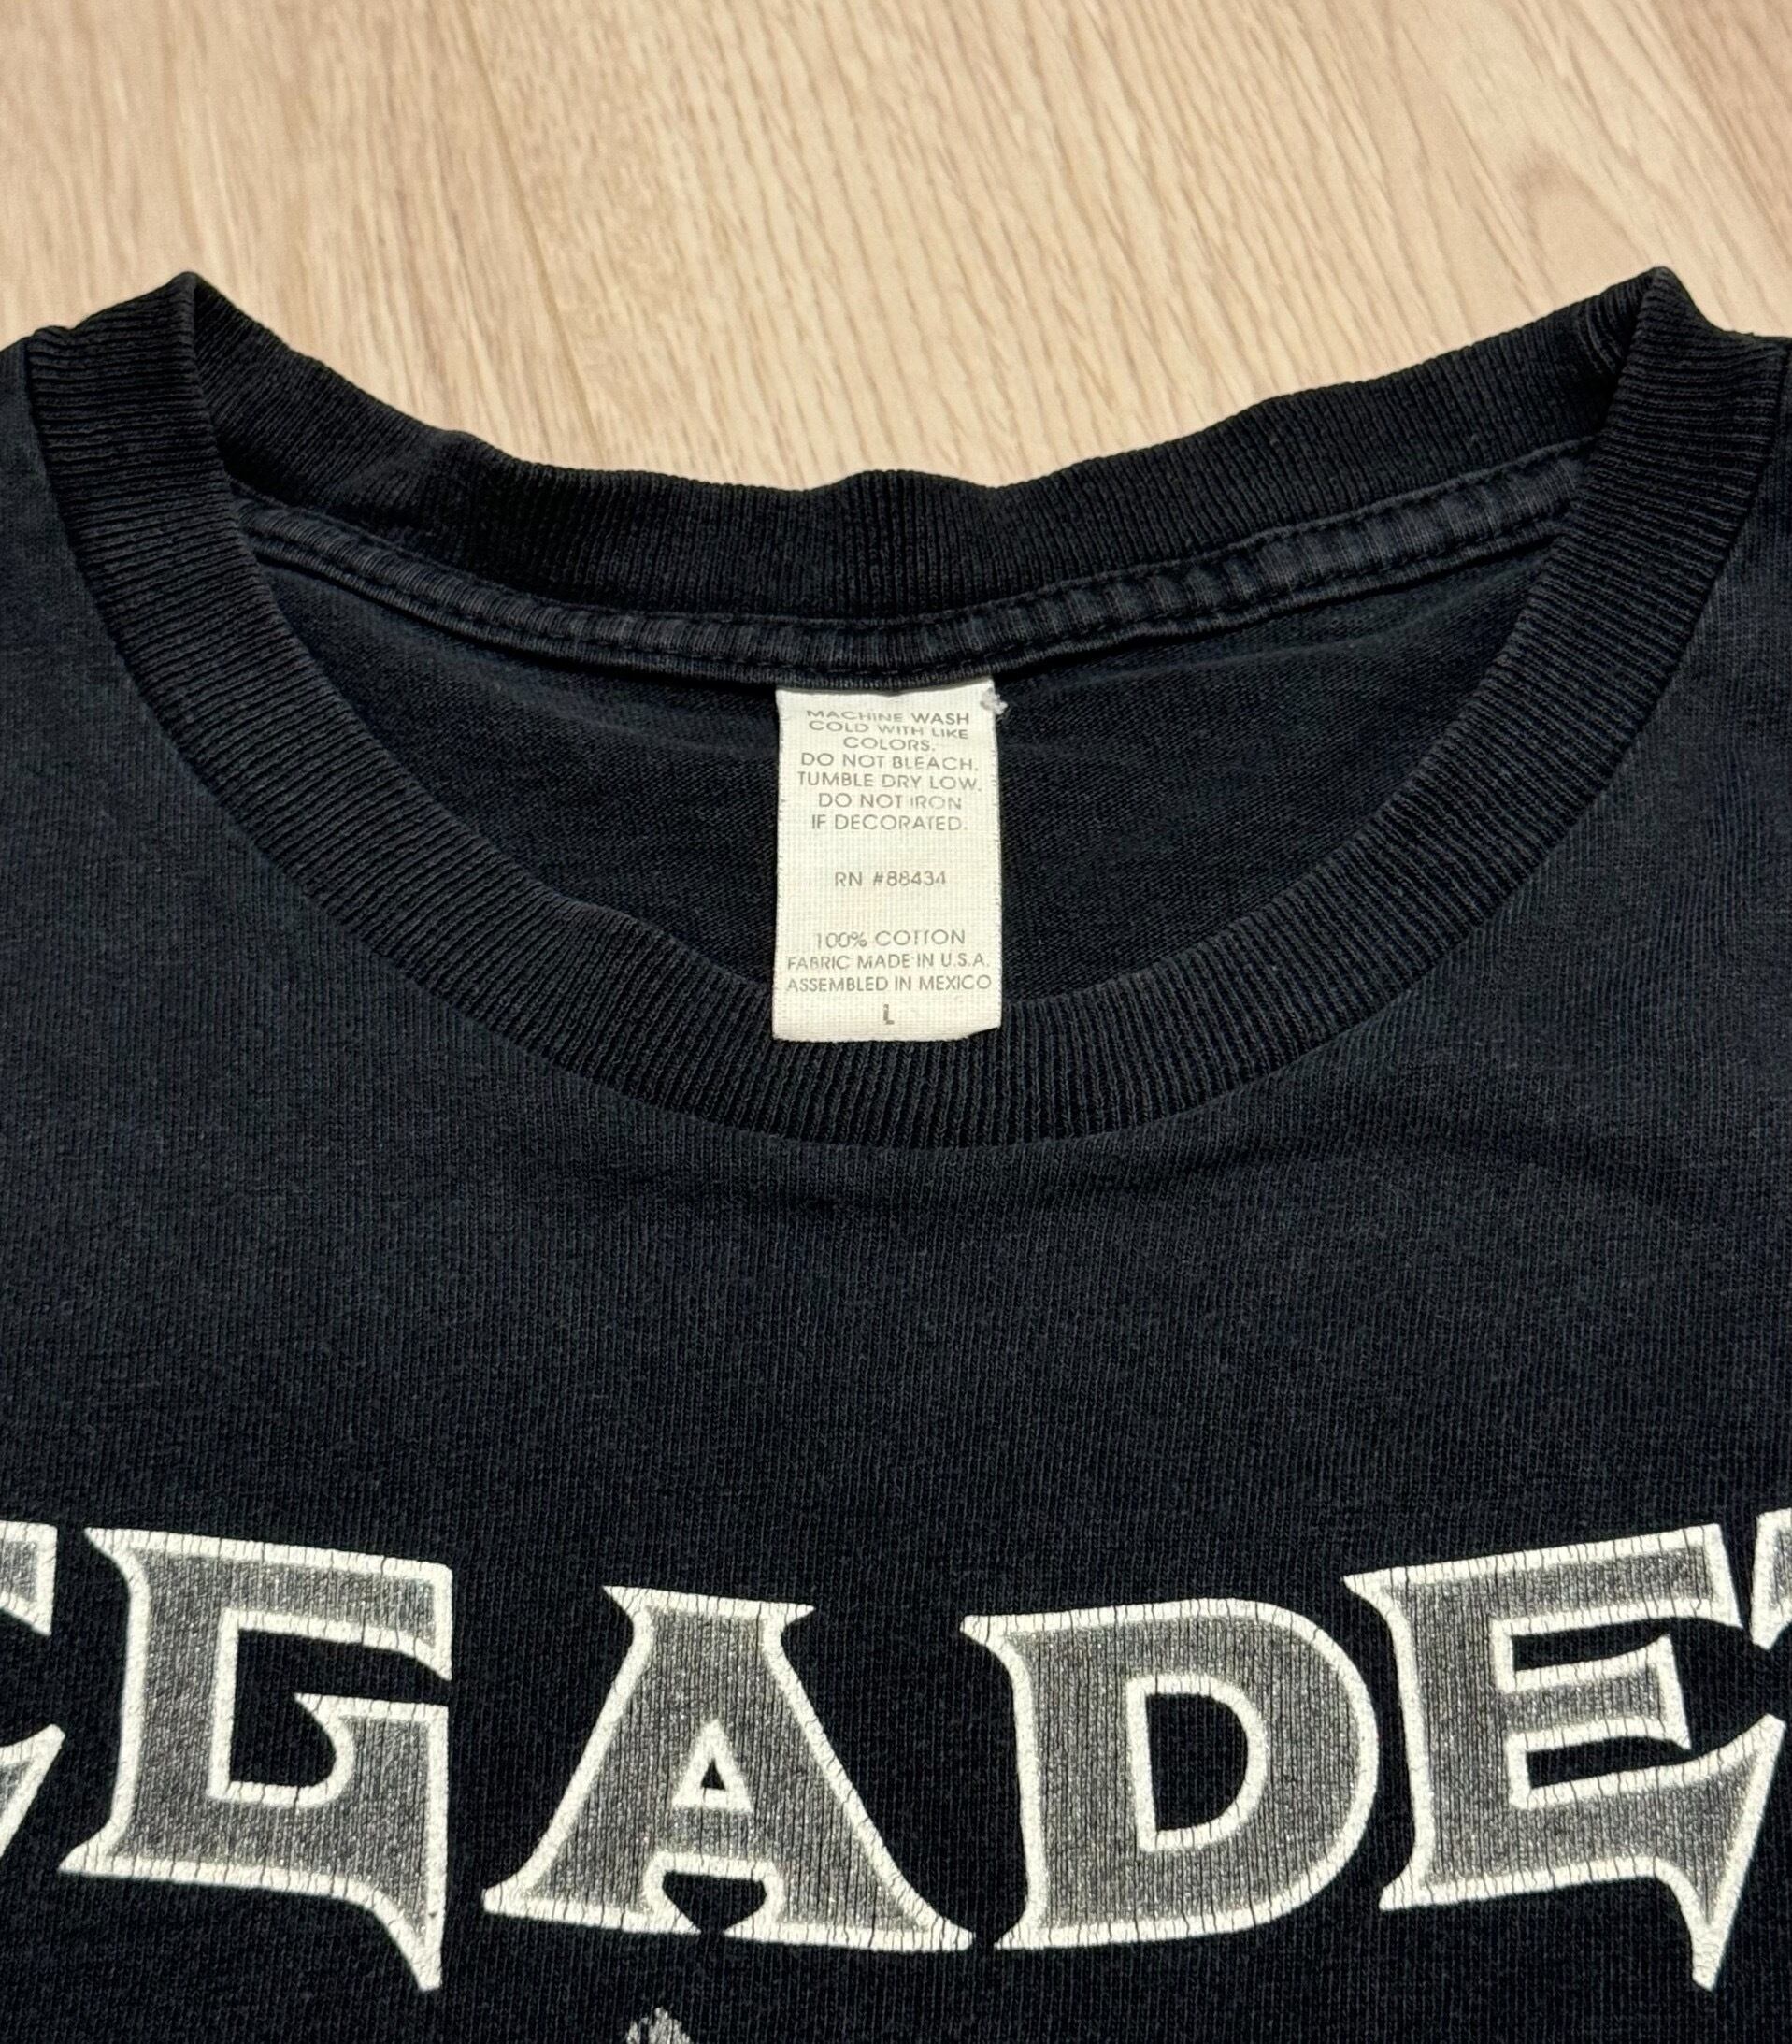 MACHINE WASH
COLD WITH LIKE
COLORS.
DO NOT BLEACH.
TUMBLE DRY LOW.
DO NOT IRON
IF DECORATED.
RN #88434
100% COTTON
FABRIC MADE IN U.S.A.
ASSEMBLED IN MEXICO
L
EGADET